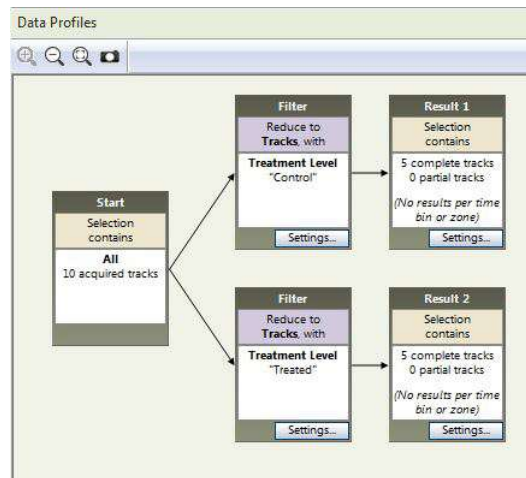 Data Profiles
Start
Selection
contains
All
10 acquired tracks
Filter
Reduce to
Tracks, with
Treatment Level
"Control"
Settings...
Result 1
Selection
contains
5 complete tracks
0 partial tracks
(No results per time
bin or zone)
Settings...
Filter
Reduce to
Tracks, with
Treatment Level
"Treated"
Settings...
Result 2
Selection
contains
5 complete tracks
0 partial tracks
(No results per time
bin or zone)
Settings...